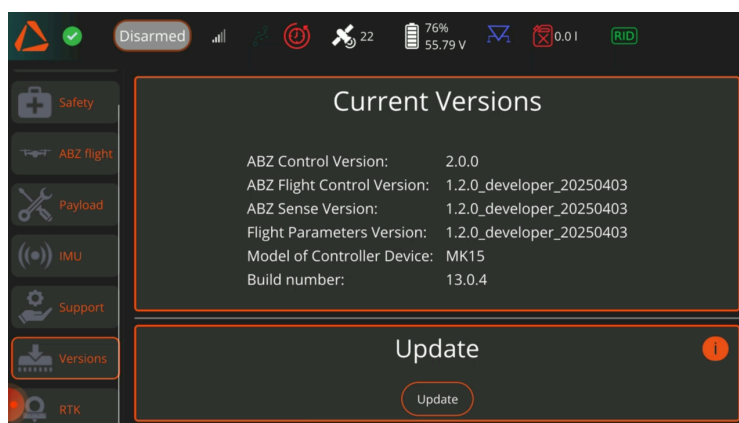 Disarmed
22
76%
55.79 V
0.0 l
RID
Safety
ABZ flight
Payload
IMU
Support
Versions
RTK
Current Versions
ABZ Control Version: 2.0.0
ABZ Flight Control Version: 1.2.0_developer_20250403
ABZ Sense Version: 1.2.0_developer_20250403
Flight Parameters Version: 1.2.0_developer_20250403
Model of Controller Device: MK15
Build number: 13.0.4
Update
i
Update